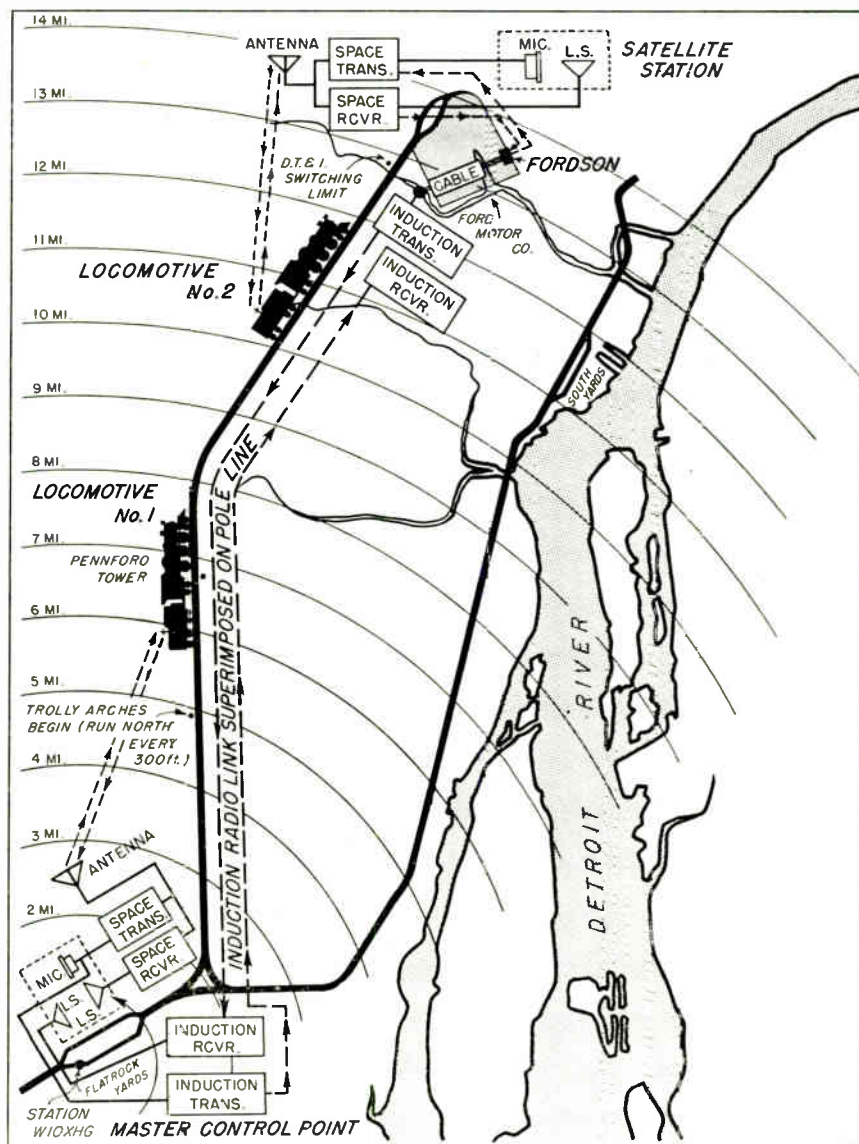 14 MI.
ANTENNA
SPACE
TRANS.
MIC.
L.S.
SATELLITE
STATION
13 MI.
SPACE
RCVR.
12 MI.
D.T.& I.
SWITCHING
LIMIT
CABLE
FORDSON
FORD
MOTOR
CO.
11 MI.
INDUCTION
TRANS.
LOCOMOTIVE
No. 2
INDUCTION
RCVR.
10 MI.
9 MI.
SOUTH YARDS
8 MI.
LOCOMOTIVE
No. 1
7 MI.
PENNFORO
TOWER
6 MI.
INDUCTION RADIO LINK SUPERIMPOSED ON POLE LINE
5 MI.
TROLLY ARCHES
BEGIN (RUN NORTH
EVERY
300ft.)
4 MI.
DETROIT RIVER
3 MI.
ANTENNA
2 MI.
SPACE
TRANS.
SPACE
RCVR.
MIC.
L.S.
L.S.
INDUCTION
RCVR.
FLATROCK
YARDS
INDUCTION
TRANS.
STATION
W10XHG
MASTER CONTROL POINT